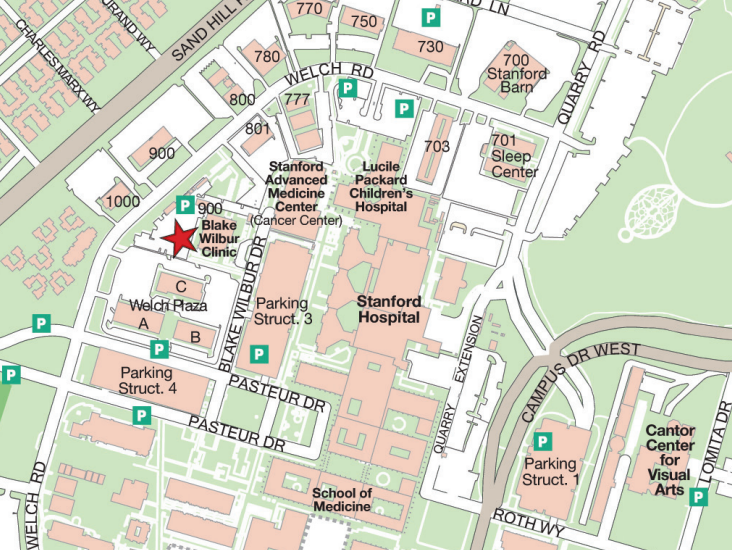 770
750
P
LN
730
780
SAND HILL
CHARLES MARX WY
WELCH RD
P
P
700
Stanford
Barn
QUARRY RD
800
777
801
900
703
701
Sleep
Center
Stanford
Advanced
Medicine
Center
(Cancer Center)
Lucile
Packard
Children's
Hospital
1000
P
900
Blake
Wilbur
Clinic
C
Welch Plaza
A
B
BLAKE WILBUR DR
Parking
Struct. 3
P
Stanford
Hospital
P
P
P
Parking
Struct. 4
PASTEUR DR
P
PASTEUR DR
QUARRY EXTENSION
CAMPUS DR WEST
P
Parking
Struct. 1
Cantor
Center
for
Visual
Arts
LOMITA DR
P
School of
Medicine
ROTH WY
WELCH RD